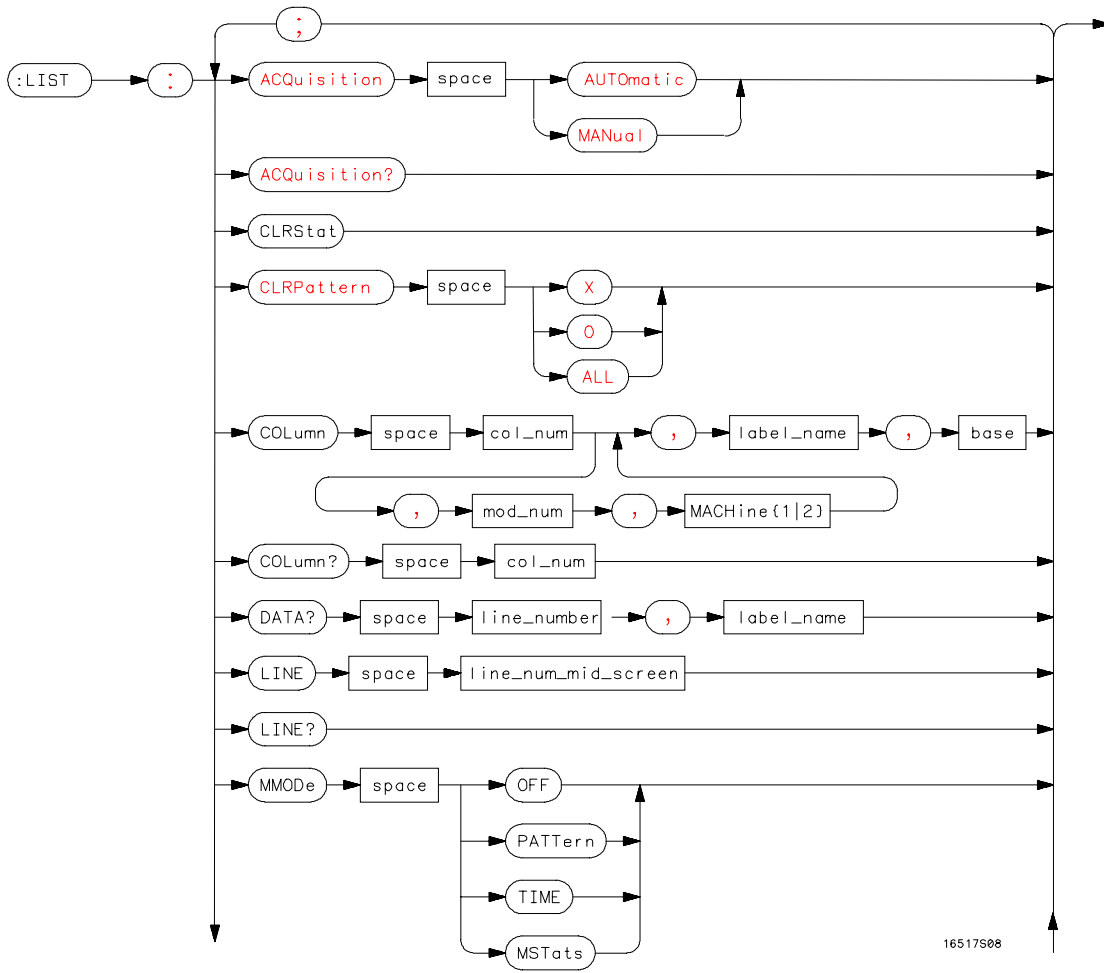 ;
:LIST : ACQuisition space AUTOmatic
MANual
ACQuisition?
CLRStat
CLRPattern space X
O
ALL
COLumn space col_num , label_name , base
, mod_num , MACHine{1|2}
COLumn? space col_num
DATA? space line_number , label_name
LINE space line_num_mid_screen
LINE?
MMODe space OFF
PATTern
TIME
MSTats
16517S08